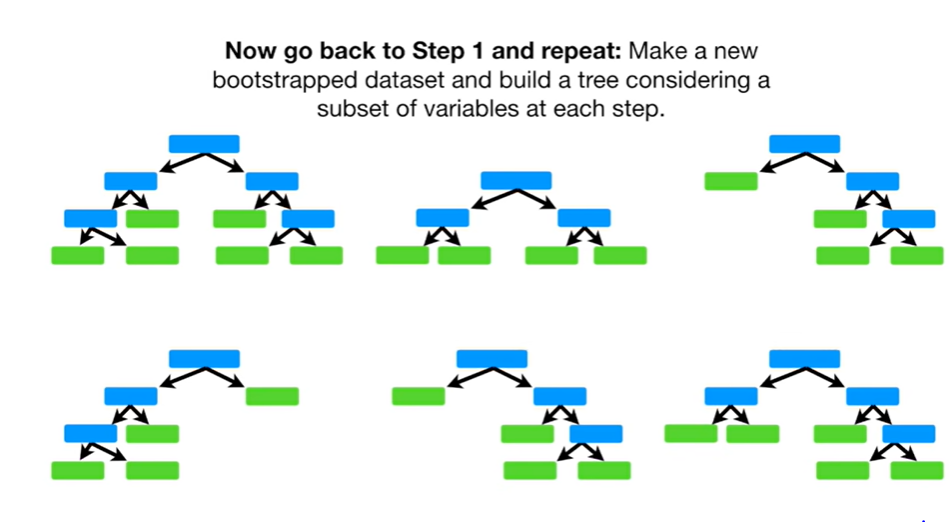 Now go back to Step 1 and repeat: Make a new
bootstrapped dataset and build a tree considering a
subset of variables at each step.